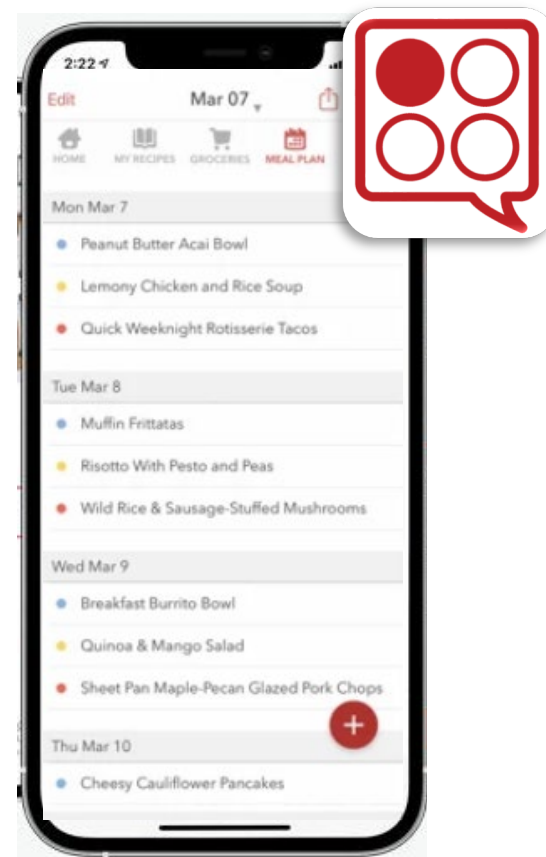 2:22
Edit
Mar 07
HOME
MY RECIPES
GROCERIES
MEAL PLAN
Mon Mar 7
Peanut Butter Acai Bowl
Lemony Chicken and Rice Soup
Quick Weeknight Rotisserie Tacos
Tue Mar 8
Muffin Frittatas
Risotto With Pesto and Peas
Wild Rice & Sausage-Stuffed Mushrooms
Wed Mar 9
Breakfast Burrito Bowl
Quinoa & Mango Salad
Sheet Pan Maple-Pecan Glazed Pork Chops
Thu Mar 10
Cheesy Cauliflower Pancakes